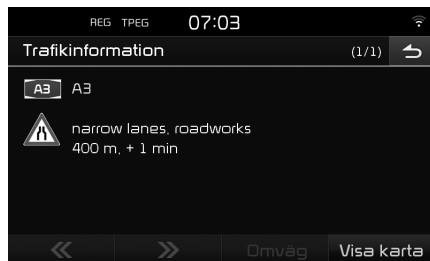 REG TPEG 07:03
Trafikinformation (1/1)
A3 A3
narrow lanes, roadworks
400 m, + 1 min
Omväg Visa karta